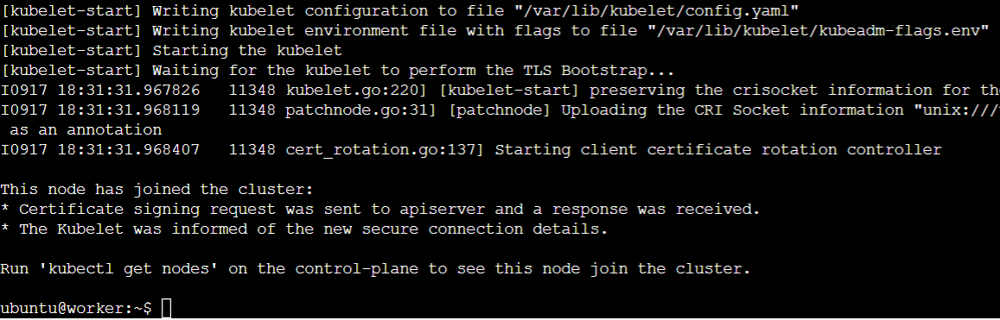 [kubelet-start] Writing kubelet configuration to file "/var/lib/kubelet/config.yaml"
[kubelet-start] Writing kubelet environment file with flags to file "/var/lib/kubelet/kubeadm-flags.env"
[kubelet-start] Starting the kubelet
[kubelet-start] Waiting for the kubelet to perform the TLS Bootstrap...
I0917 18:31:31.967826   11348 kubelet.go:220] [kubelet-start] preserving the crisocket information for
I0917 18:31:31.968119   11348 patchnode.go:31] [patchnode] Uploading the CRI Socket information "unix:///
 as an annotation
I0917 18:31:31.968407   11348 cert_rotation.go:137] Starting client certificate rotation controller
This node has joined the cluster:
* Certificate signing request was sent to apiserver and a response was received.
* The Kubelet was informed of the new secure connection details.
Run 'kubectl get nodes' on the control-plane to see this node join the cluster.
ubuntu@worker:~$